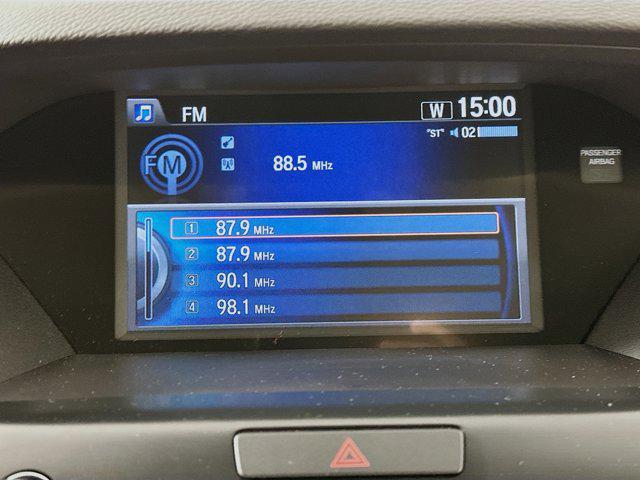 FM
W 15:00
"ST" 02
FM
88.5 MHz
1 87.9 MHz
2 87.9 MHz
3 90.1 MHz
4 98.1 MHz
PASSENGER
AIRBAG